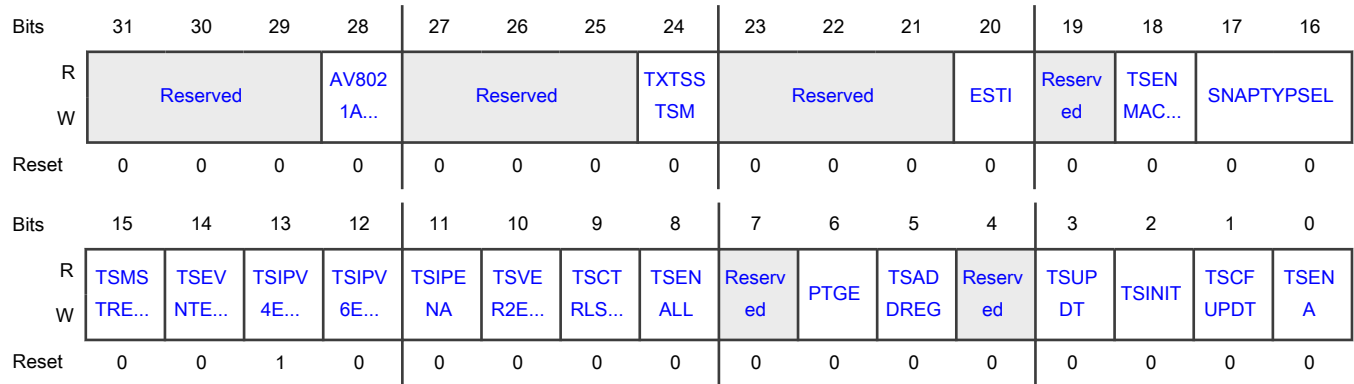 Bits 31 30 29 28 27 26 25 24 23 22 21 20 19 18 17 16
R Reserved AV802 Reserved TXTSS Reserved ESTI Reserv TSEN SNAPTYPSEL
W 1A... TSM ed MAC...
Reset 0 0 0 0 0 0 0 0 0 0 0 0 0 0 0 0
Bits 15 14 13 12 11 10 9 8 7 6 5 4 3 2 1 0
R TSMS TSEV TSIPV TSIPV TSIPE TSVE TSCT TSEN Reserv PTGE TSAD Reserv TSUP TSINIT TSCF TSEN
W TRE... NTE... 4E... 6E... NA R2E... RLS... ALL ed DREG ed DT UPDT A
Reset 0 0 1 0 0 0 0 0 0 0 0 0 0 0 0 0